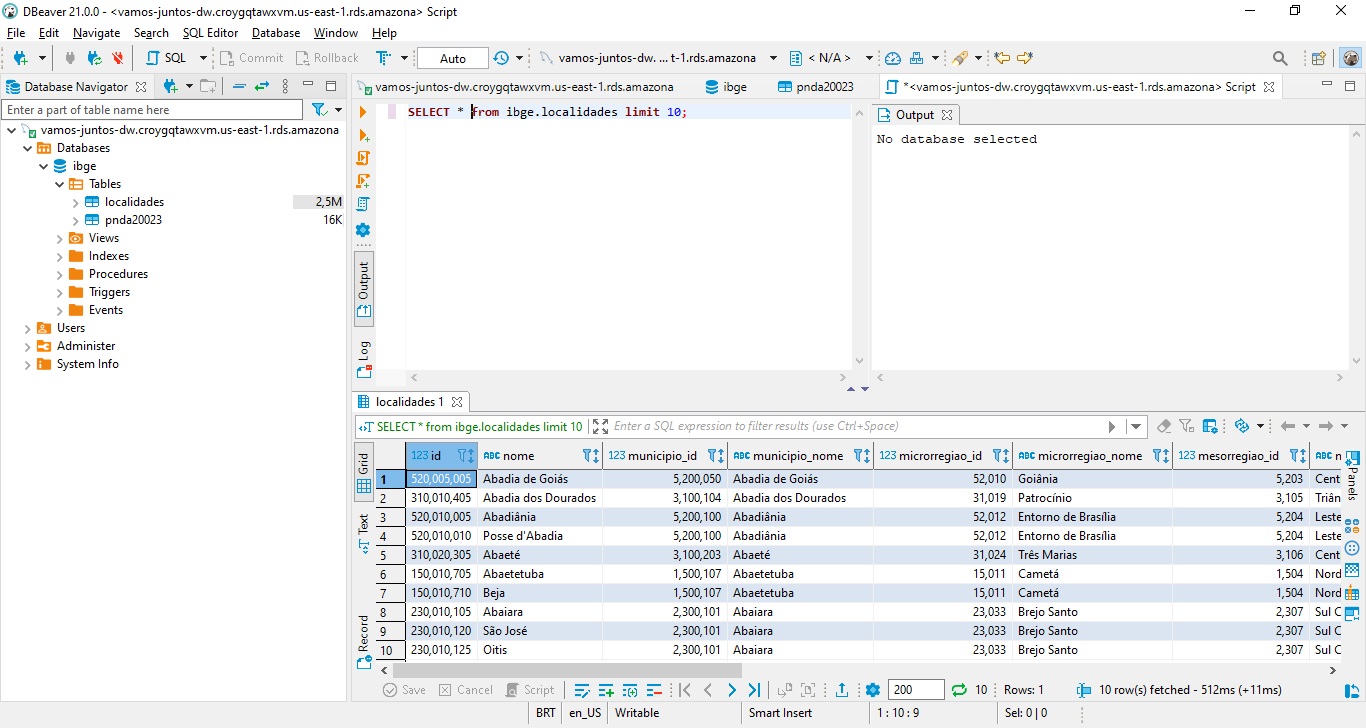 DBeaver 21.0.0 - <vamos-juntos-dw.croygqtawxvm.us-east-1.rds.amazona> Script
File Edit Navigate Search SQL Editor Database Window Help
SQL Commit Rollback Auto vamos-juntos-dw. ... t-1.rds.amazona < N/A >
Database Navigator
Enter a part of table name here
vamos-juntos-dw.croygqtawxvm.us-east-1.rds.amazona
Databases
ibge
Tables
localidades 2,5M
pnda20023 16K
Views
Indexes
Procedures
Triggers
Events
Users
Administer
System Info
vamos-juntos-dw.croygqtawxvm.us-east-1.rds.amazona ibge pnda20023 *<vamos-juntos-dw.croygqtawxvm.us-east-1.rds.amazona> Script
SELECT * from ibge.localidades limit 10;
Output
Log
Output
No database selected
localidades 1
SELECT * from ibge.localidades limit 10 Enter a SQL expression to filter results (use Ctrl+Space)
Grid
Text
Record
123 id ABC nome 123 municipio_id ABC municipio_nome 123 microrregiao_id ABC microrregiao_nome 123 mesorregiao_id ABC
1 520,005,005 Abadia de Goiás 5,200,050 Abadia de Goiás 52,010 Goiânia 5,203 Cent
2 310,010,405 Abadia dos Dourados 3,100,104 Abadia dos Dourados 31,019 Patrocínio 3,105 Triân
3 520,010,005 Abadiânia 5,200,100 Abadiânia 52,012 Entorno de Brasília 5,204 Leste
4 520,010,010 Posse d'Abadia 5,200,100 Abadiânia 52,012 Entorno de Brasília 5,204 Leste
5 310,020,305 Abaeté 3,100,203 Abaeté 31,024 Três Marias 3,106 Cent
6 150,010,705 Abaetetuba 1,500,107 Abaetetuba 15,011 Cametá 1,504 Nord
7 150,010,710 Beja 1,500,107 Abaetetuba 15,011 Cametá 1,504 Nord
8 230,010,105 Abaiara 2,300,101 Abaiara 23,033 Brejo Santo 2,307 Sul C
9 230,010,120 São José 2,300,101 Abaiara 23,033 Brejo Santo 2,307 Sul C
10 230,010,125 Oitis 2,300,101 Abaiara 23,033 Brejo Santo 2,307 Sul C
Panels
Save Cancel Script 200 10 Rows: 1 10 row(s) fetched - 512ms (+11ms)
BRT en_US Writable Smart Insert 1 : 10 : 9 Sel: 0 | 0